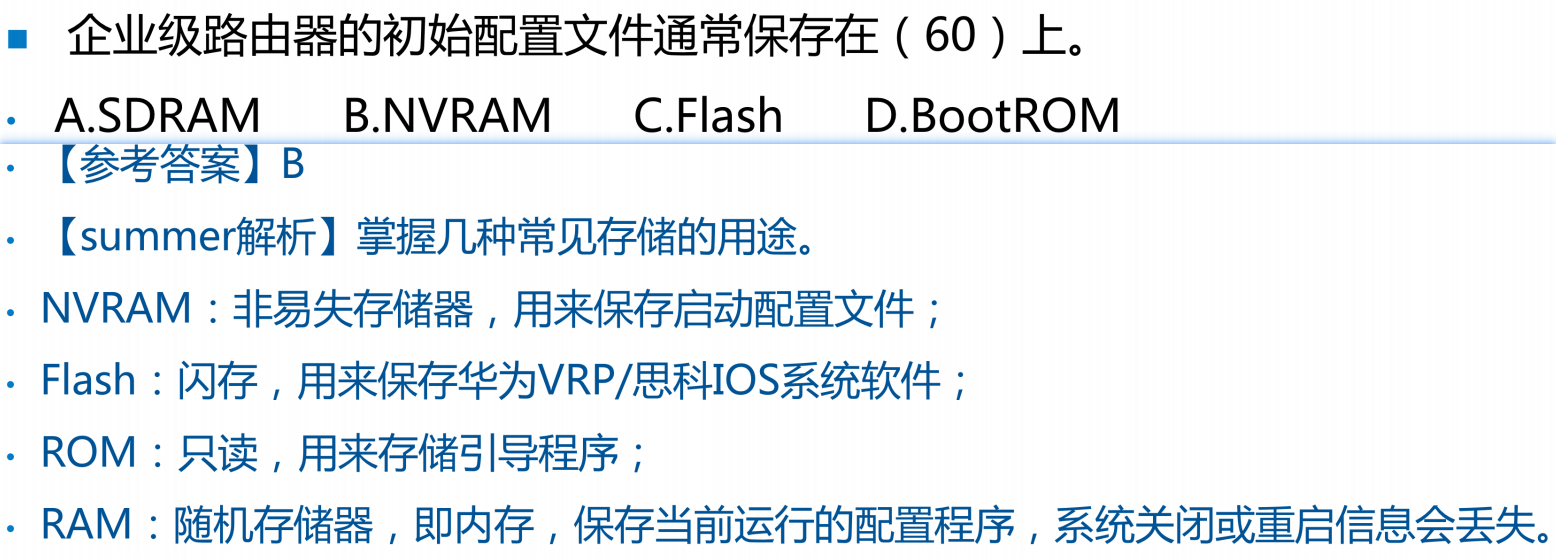 ■ 企业级路由器的初始配置文件通常保存在（60）上。
• A.SDRAM B.NVRAM C.Flash D.BootROM
• 【参考答案】B
• 【summer解析】掌握几种常见存储的用途。
• NVRAM：非易失存储器，用来保存启动配置文件；
• Flash：闪存，用来保存华为VRP/思科IOS系统软件；
• ROM：只读，用来存储引导程序；
• RAM：随机存储器，即内存，保存当前运行的配置程序，系统关闭或重启信息会丢失。